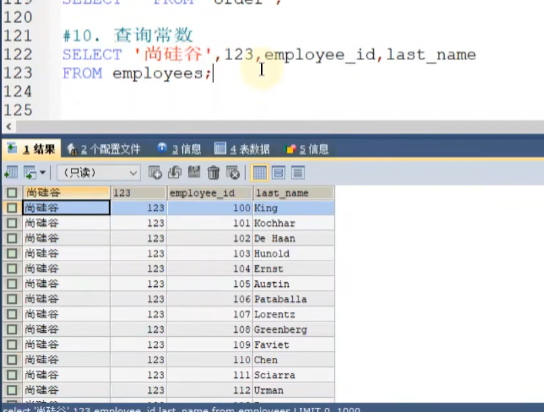 120
121 #10. 查询常数
122 SELECT '尚硅谷',123,employee_id,last_name
123 FROM employees;
124
125
1 结果 2 个配置文件 3 信息 4 表数据 5 信息
(只读)
尚硅谷 123 employee_id last_name
尚硅谷 123 100 King
尚硅谷 123 101 Kochhar
尚硅谷 123 102 De Haan
尚硅谷 123 103 Hunold
尚硅谷 123 104 Ernst
尚硅谷 123 105 Austin
尚硅谷 123 106 Pataballa
尚硅谷 123 107 Lorentz
尚硅谷 123 108 Greenberg
尚硅谷 123 109 Faviet
尚硅谷 123 110 Chen
尚硅谷 123 111 Sciarra
尚硅谷 123 112 Urman
select '尚硅谷',123,employee_id,last_name from employees LIMIT 0, 1000